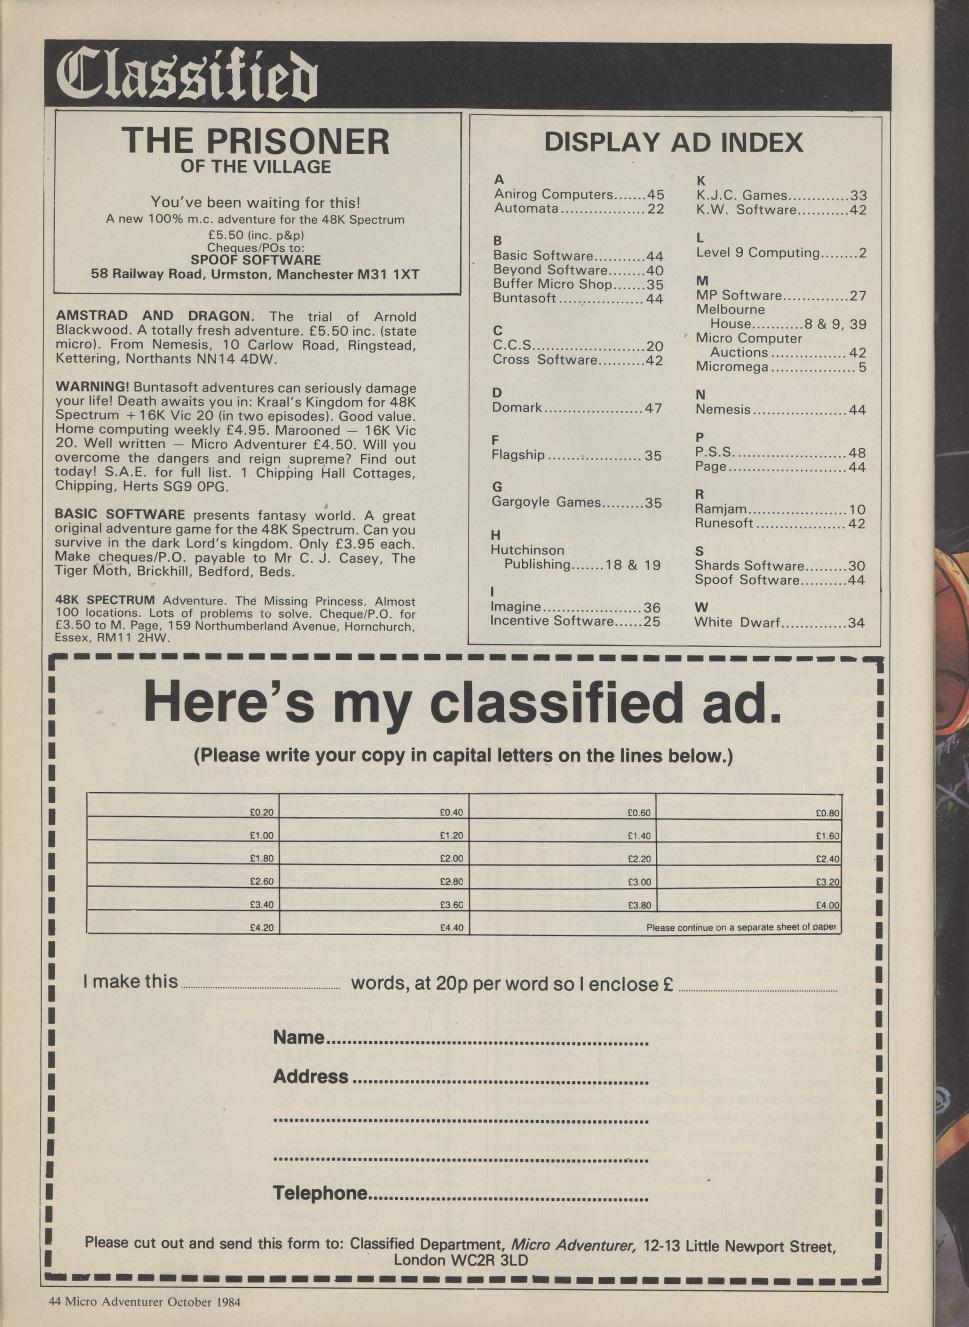 Classified
THE PRISONER
OF THE VILLAGE
You've been waiting for this!
A new 100% m.c. adventure for the 48K Spectrum
£5.50 (inc. p&p)
Cheques/POs to:
SPOOF SOFTWARE
58 Railway Road, Urmston, Manchester M31 1XT
AMSTRAD AND DRAGON. The trial of Arnold
Blackwood. A totally fresh adventure. £5.50 inc. (state
micro). From Nemesis, 10 Carlow Road, Ringstead,
Kettering, Northants NN14 4DW.
WARNING! Buntasoft adventures can seriously damage
your life! Death awaits you in: Kraal's Kingdom for 48K
Spectrum + 16K Vic 20 (in two episodes). Good value.
Home computing weekly £4.95. Marooned — 16K Vic
20. Well written — Micro Adventurer £4.50. Will you
overcome the dangers and reign supreme? Find out
today! S.A.E. for full list. 1 Chipping Hall Cottages,
Chipping, Herts SG9 0PG.
BASIC SOFTWARE presents fantasy world. A great
original adventure game for the 48K Spectrum. Can you
survive in the dark Lord's kingdom. Only £3.95 each.
Make cheques/P.O. payable to Mr C. J. Casey, The
Tiger Moth, Brickhill, Bedford, Beds.
48K SPECTRUM Adventure. The Missing Princess. Almost
100 locations. Lots of problems to solve. Cheque/P.O. for
£3.50 to M. Page, 159 Northumberland Avenue, Hornchurch,
Essex, RM11 2HW.
DISPLAY AD INDEX
A
Anirog Computers.......45
Automata.................22
B
Basic Software...........44
Beyond Software........40
Buffer Micro Shop.......35
Buntasoft.................44
C
C.C.S.......................20
Cross Software..........42
D
Domark....................47
F
Flagship...................35
G
Gargoyle Games.........35
H
Hutchinson
Publishing.......18 & 19
I
Imagine....................36
Incentive Software......25
K
K.J.C. Games.............33
K.W. Software...........42
L
Level 9 Computing........2
M
MP Software..............27
Melbourne
House..........8 & 9, 39
Micro Computer
Auctions................42
Micromega..................5
N
Nemesis...................44
P
P.S.S.......................48
Page.......................44
R
Ramjam....................10
Runesoft..................42
S
Shards Software.........30
Spoof Software..........44
W
White Dwarf..............34
Here's my classified ad.
(Please write your copy in capital letters on the lines below.)
£0.20 £0.40 £0.60 £0.80
£1.00 £1.20 £1.40 £1.60
£1.80 £2.00 £2.20 £2.40
£2.60 £2.80 £3.00 £3.20
£3.40 £3.60 £3.80 £4.00
£4.20 £4.40 Please continue on a separate sheet of paper
I make this.................... words, at 20p per word so I enclose £....................
Name....................
Address....................
....................
....................
Telephone....................
Please cut out and send this form to: Classified Department, Micro Adventurer, 12-13 Little Newport Street,
London WC2R 3LD
44 Micro Adventurer October 1984